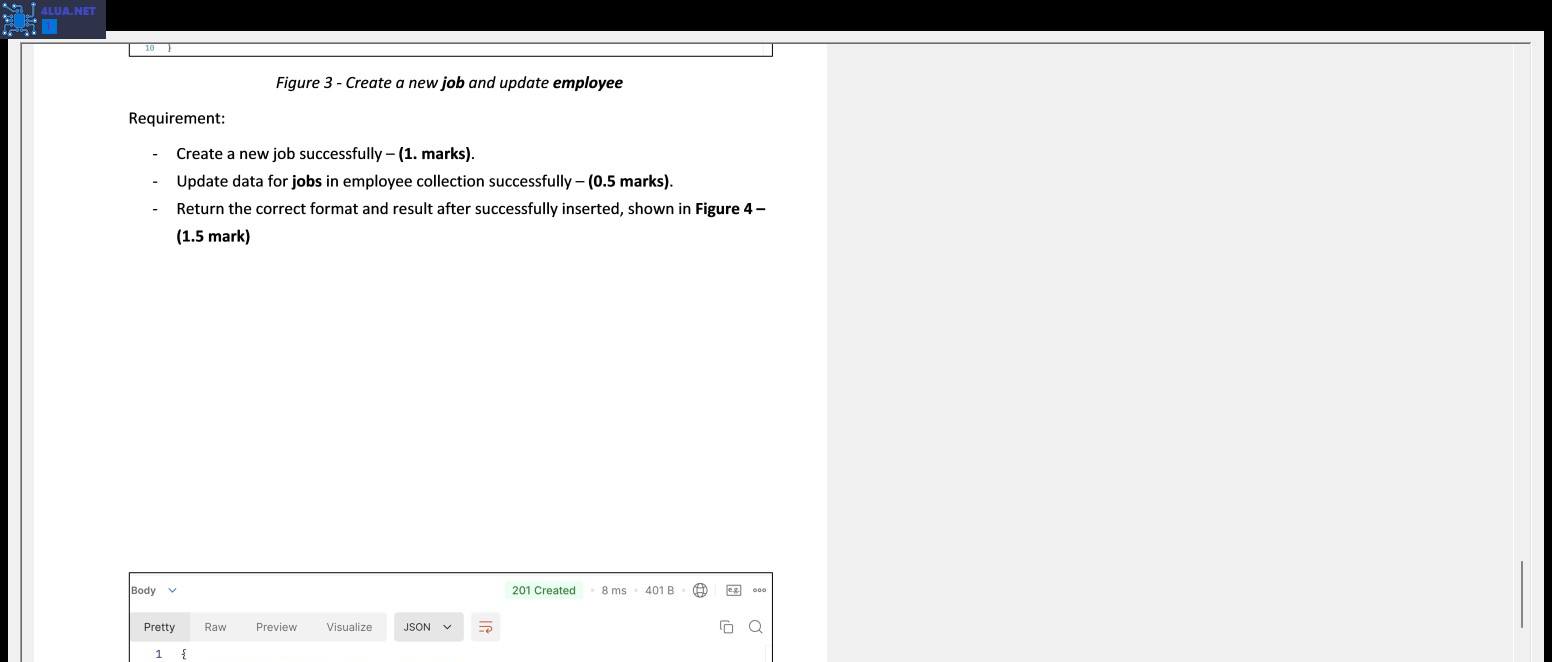 4LUA.NET
10 }
Figure 3 - Create a new job and update employee
Requirement:
- Create a new job successfully – (1. marks).
- Update data for jobs in employee collection successfully – (0.5 marks).
- Return the correct format and result after successfully inserted, shown in Figure 4 –
(1.5 mark)
Body 201 Created • 8 ms • 401 B •
Pretty Raw Preview Visualize JSON
1 {